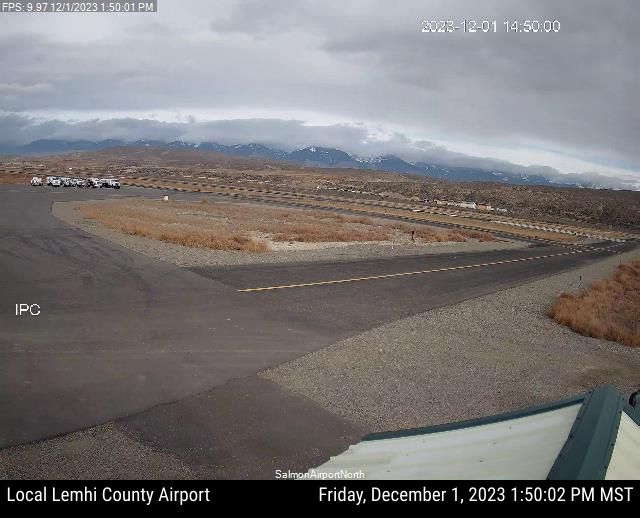 FPS: 9.97 12/1/2023 1:50:01 PM
2023-12-01 14:50:00
IPC
SalmonAirportNorth
Local Lemhi County Airport
Friday, December 1, 2023 1:50:02 PM MST